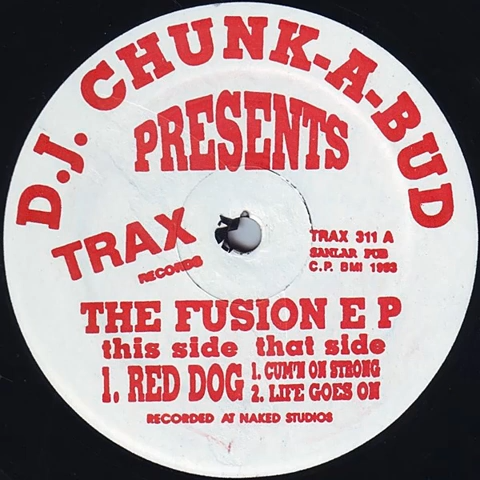 D.J. CHUNK-A-BUD
PRESENTS
TRAX
RECORDS
TRAX 311 A
SANLAR PUB
C.P. BMI 1993
THE FUSION E P
this side that side
1. RED DOG
1. CUM'N ON STRONG
2. LIFE GOES ON
RECORDED AT NAKED STUDIOS